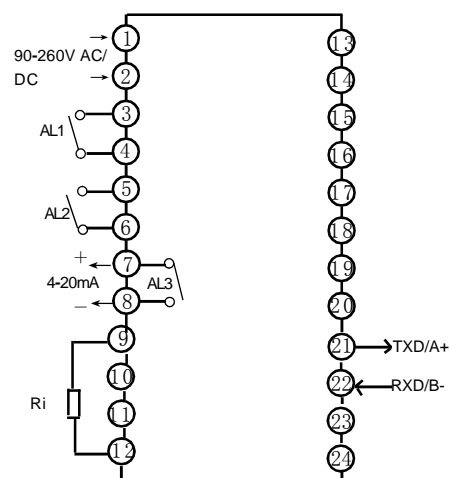 1
90-260V AC/
DC
2
3
AL1
4
5
AL2
6
+
7
4-20mA
AL3
–
8
9
10
Ri
11
12
13
14
15
16
17
18
19
20
21
TXD/A+
22
RXD/B-
23
24